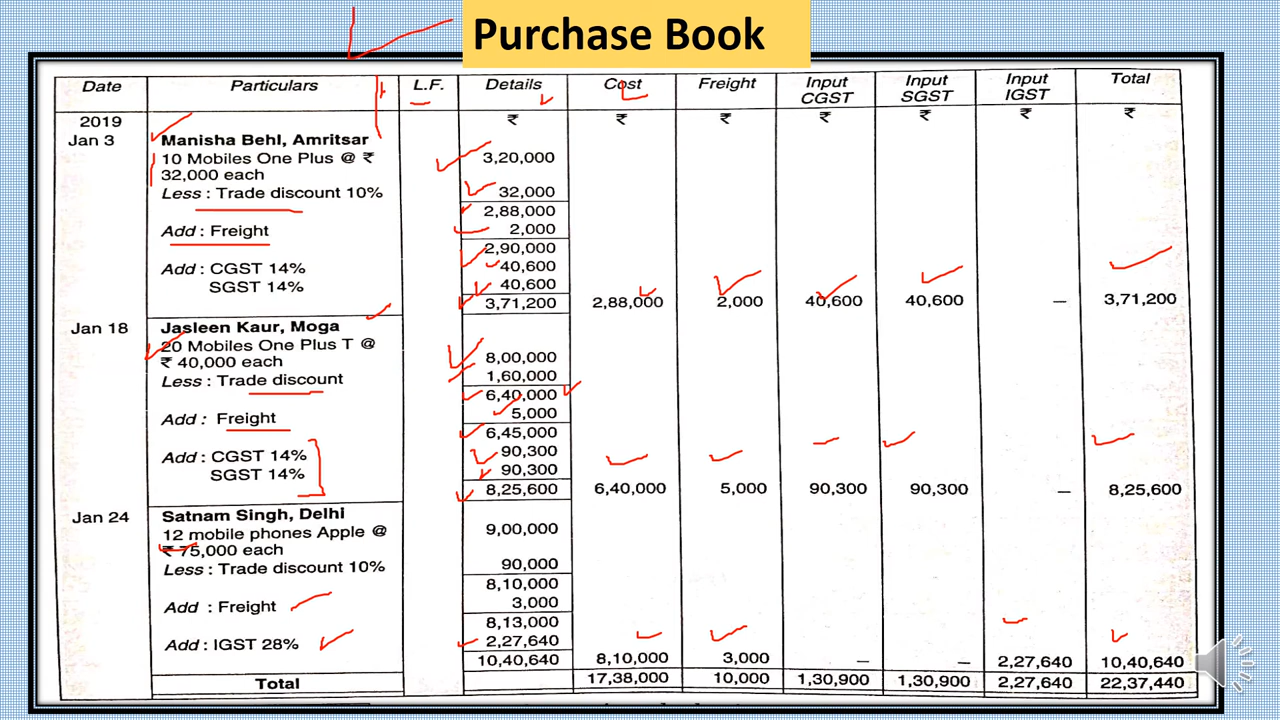 Purchase Book
Date Particulars L.F. Details Cost Freight Input CGST Input SGST Input IGST Total
2019 ₹ ₹ ₹ ₹ ₹ ₹ ₹
Jan 3 Manisha Behl, Amritsar
10 Mobiles One Plus @ ₹ 3,20,000
32,000 each
Less : Trade discount 10% 32,000
2,88,000
Add : Freight 2,000
2,90,000
Add : CGST 14% 40,600
SGST 14% 40,600
3,71,200 2,88,000 2,000 40,600 40,600 — 3,71,200
Jan 18 Jasleen Kaur, Moga
20 Mobiles One Plus T @
₹ 40,000 each 8,00,000
Less : Trade discount 1,60,000
6,40,000
Add : Freight 5,000
6,45,000
Add : CGST 14% 90,300
SGST 14% 90,300
8,25,600 6,40,000 5,000 90,300 90,300 — 8,25,600
Jan 24 Satnam Singh, Delhi
12 mobile phones Apple @ 9,00,000
₹ 75,000 each
Less : Trade discount 10% 90,000
8,10,000
Add : Freight 3,000
8,13,000
Add : IGST 28% 2,27,640
10,40,640 8,10,000 3,000 — — 2,27,640 10,40,640
Total 17,38,000 10,000 1,30,900 1,30,900 2,27,640 22,37,440